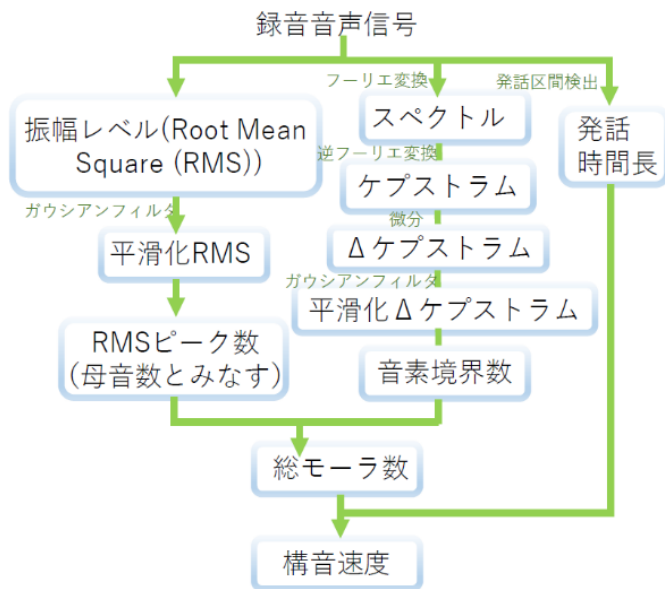 録音音声信号
フーリエ変換
発話区間検出
振幅レベル(Root Mean
Square (RMS))
スペクトル
発話
時間長
逆フーリエ変換
ケプストラム
ガウシアンフィルタ
微分
平滑化RMS
Δケプストラム
ガウシアンフィルタ
平滑化Δケプストラム
RMSピーク数
(母音数とみなす)
音素境界数
総モーラ数
構音速度